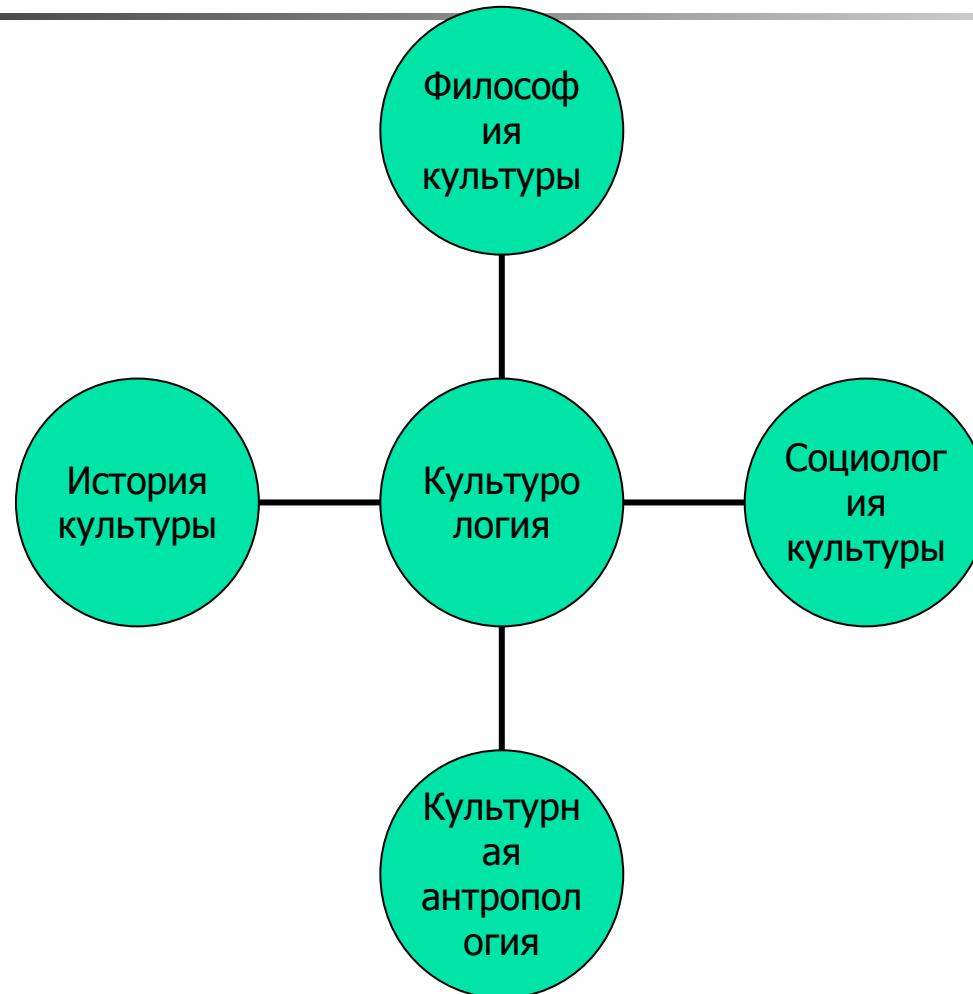 Философ
ия
культуры
История
культуры
Культуро
логия
Социолог
ия
культуры
Культурн
ая
антропол
огия